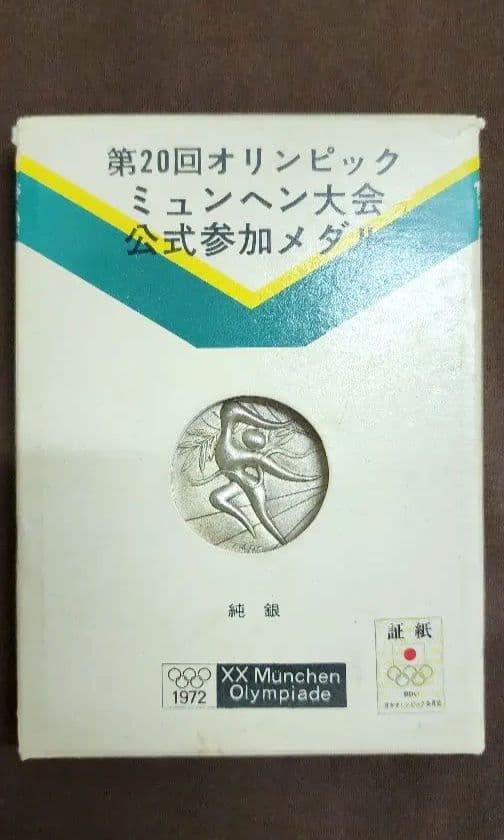 第20回オリンピック
ミュンヘン大会
公式参加メダル
純銀
証紙
1972
XX München
Olympiade